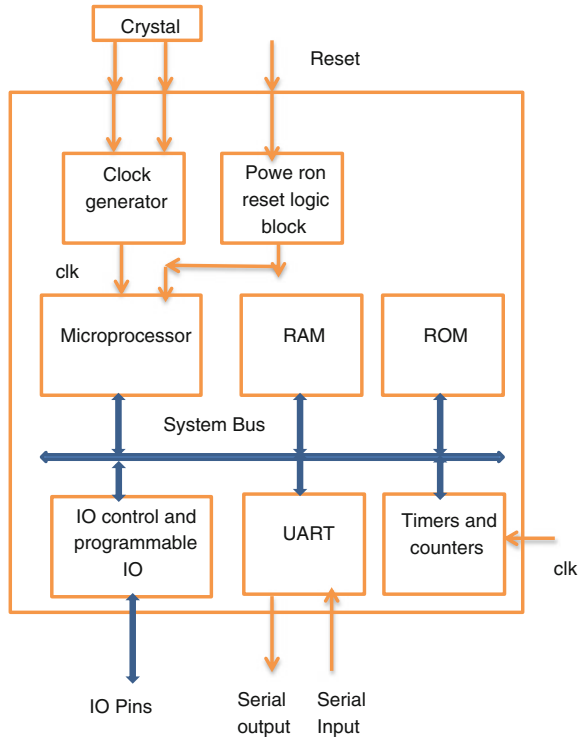 Crystal
Reset
Clock
generator
Powe ron
reset logic
block
clk
Microprocessor
RAM
ROM
System Bus
IO control and
programmable
IO
UART
Timers and
counters
clk
IO Pins
Serial
output
Serial
Input